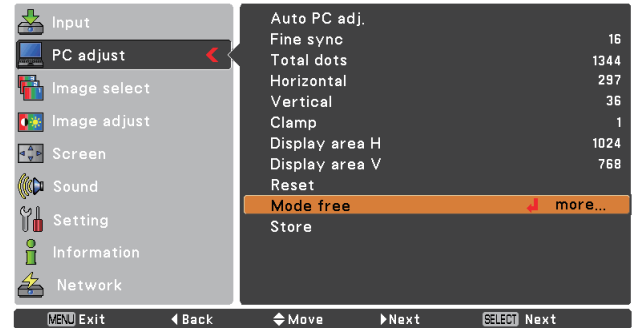 Input
PC adjust
Image select
Image adjust
Screen
Sound
Setting
Information
Network
Auto PC adj.
Fine sync 16
Total dots 1344
Horizontal 297
Vertical 36
Clamp 1
Display area H 1024
Display area V 768
Reset
Mode free more...
Store
MENU Exit Back Move Next SELECT Next